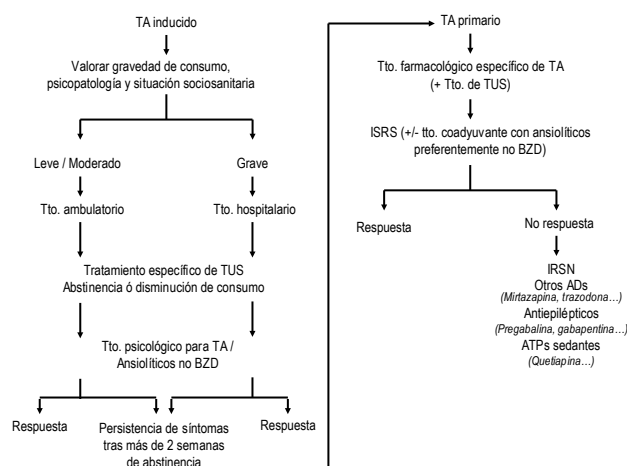 TA inducido
Valorar gravedad de consumo,
psicopatología y situación sociosanitaria
Leve / Moderado
Grave
Tto. ambulatorio
Tto. hospitalario
Tratamiento específico de TUS
Abstinencia ó disminución de consumo
Tto. psicológico para TA /
Ansiolíticos no BZD
Respuesta
Persistencia de síntomas
tras más de 2 semanas
de abstinencia
Respuesta
TA primario
Tto. farmacológico específico de TA
(+ Tto. de TUS)
ISRS (+/- tto. coadyuvante con ansiolíticos
preferentemente no BZD)
Respuesta
No respuesta
IRSN
Otros ADs
(Mirtazapina, trazodona…)
Antiepilépticos
(Pregabalina, gabapentina…)
ATPs sedantes
(Quetiapina…)